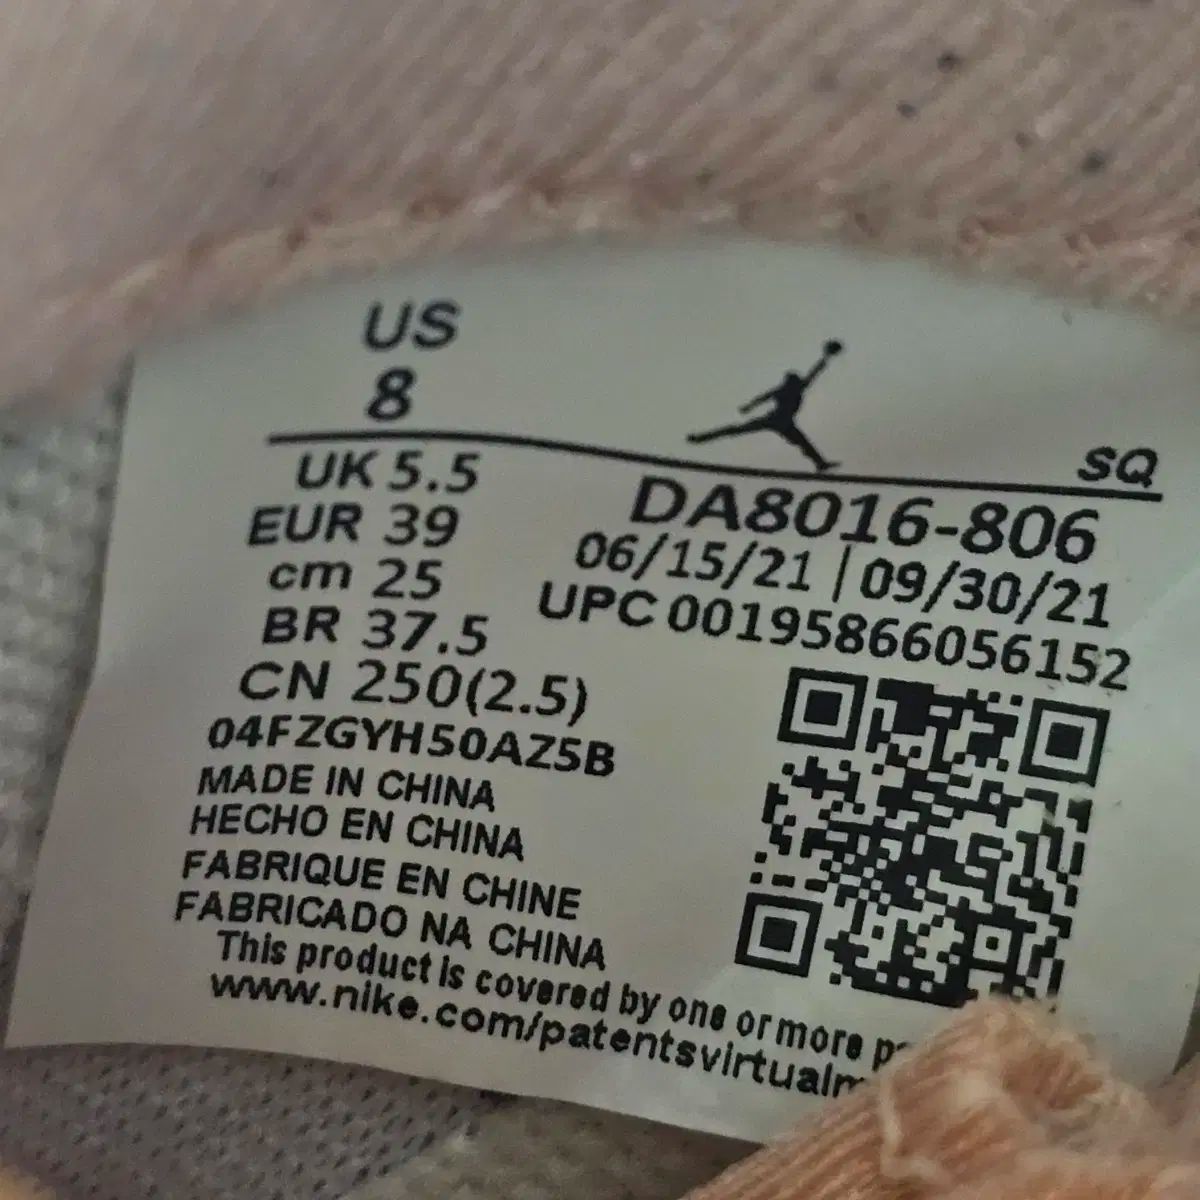 US
8
SQ
UK 5.5
EUR 39
cm 25
BR 37.5
CN 250(2.5)
04FZGYH50AZ5B
MADE IN CHINA
HECHO EN CHINA
FABRIQUE EN CHINE
FABRICADO NA CHINA
DA8016-806
06/15/21 | 09/30/21
UPC 00195866056152
This product is covered by one or more
www.nike.com/patentsvirtual